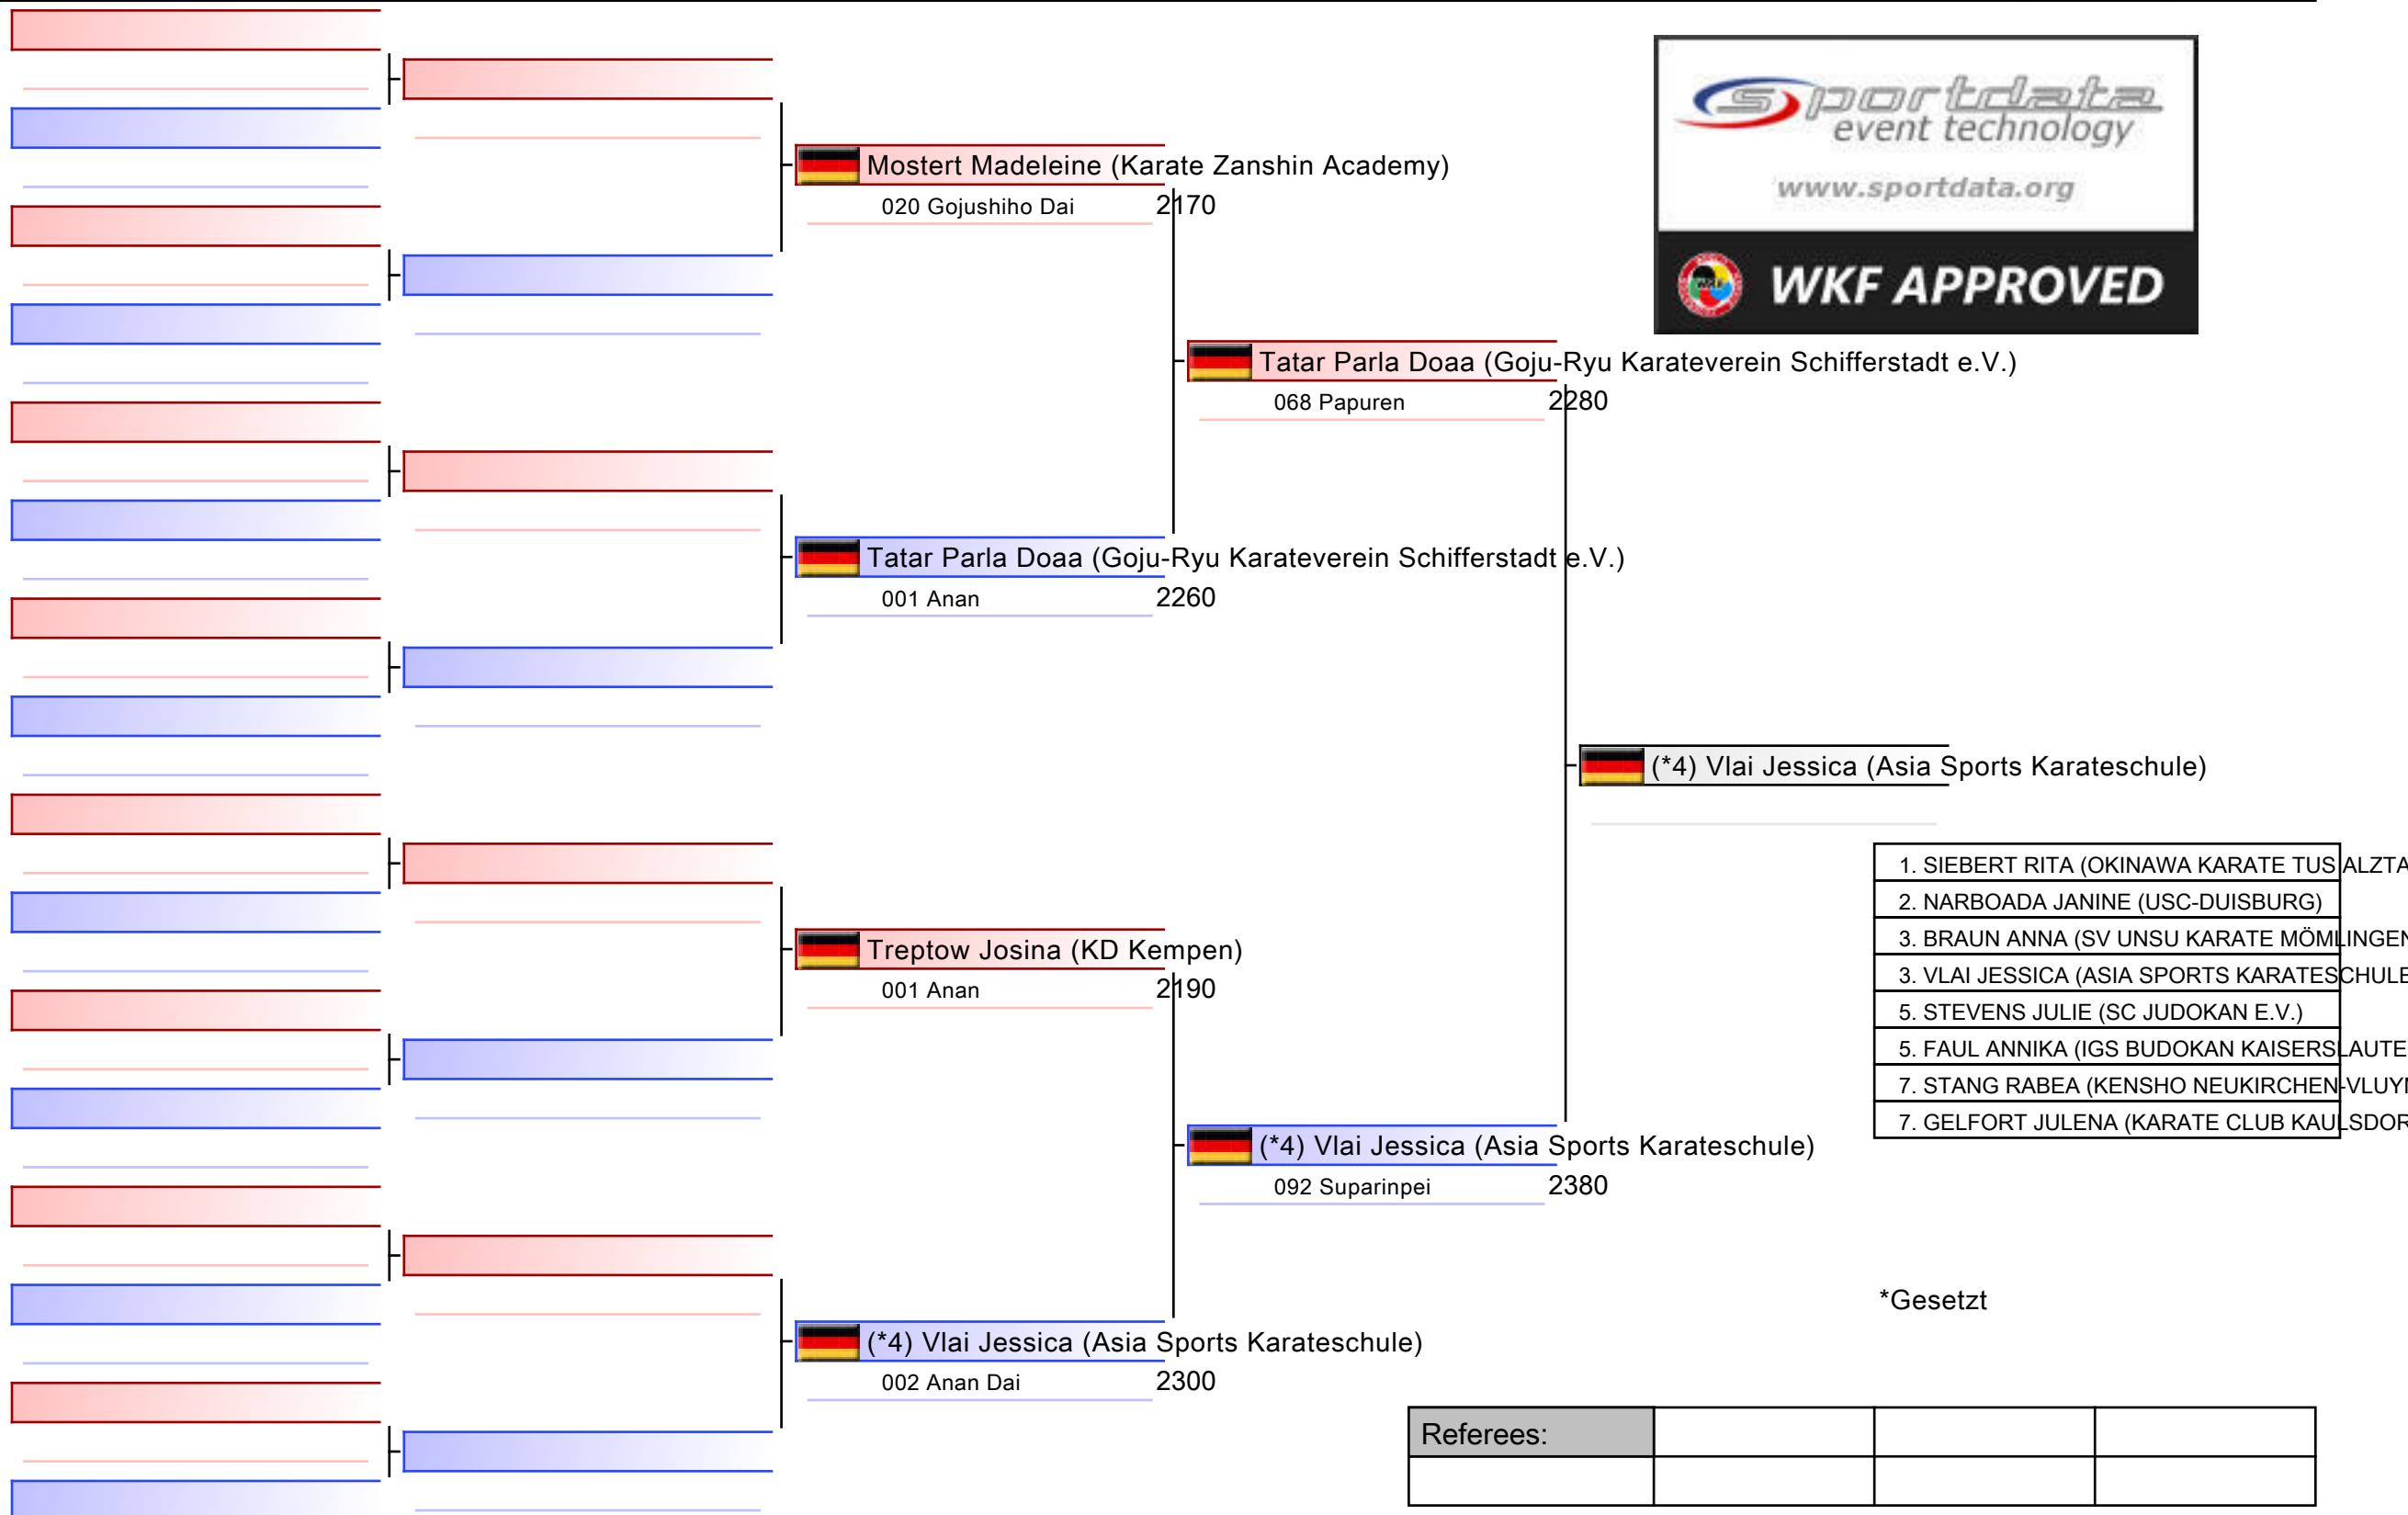 sportdata
event technology
www.sportdata.org
WKF APPROVED
Mostert Madeleine (Karate Zanshin Academy)
020 Gojushiho Dai 2170
Tatar Parla Doaa (Goju-Ryu Karateverein Schifferstadt e.V.)
068 Papuren 2280
Tatar Parla Doaa (Goju-Ryu Karateverein Schifferstadt e.V.)
001 Anan 2260
(*4) Vlai Jessica (Asia Sports Karateschule)
1. SIEBERT RITA (OKINAWA KARATE TUS ALZTA
2. NARBOADA JANINE (USC-DUISBURG)
3. BRAUN ANNA (SV UNSU KARATE MÖMLINGEN
3. VLAI JESSICA (ASIA SPORTS KARATESCHULE
5. STEVENS JULIE (SC JUDOKAN E.V.)
5. FAUL ANNIKA (IGS BUDOKAN KAISERSLAUTE
7. STANG RABEA (KENSHO NEUKIRCHEN-VLUYN
7. GELFORT JULENA (KARATE CLUB KAULSDOR
Treptow Josina (KD Kempen)
001 Anan 2190
(*4) Vlai Jessica (Asia Sports Karateschule)
092 Suparinpei 2380
*Gesetzt
(*4) Vlai Jessica (Asia Sports Karateschule)
002 Anan Dai 2300
Referees: